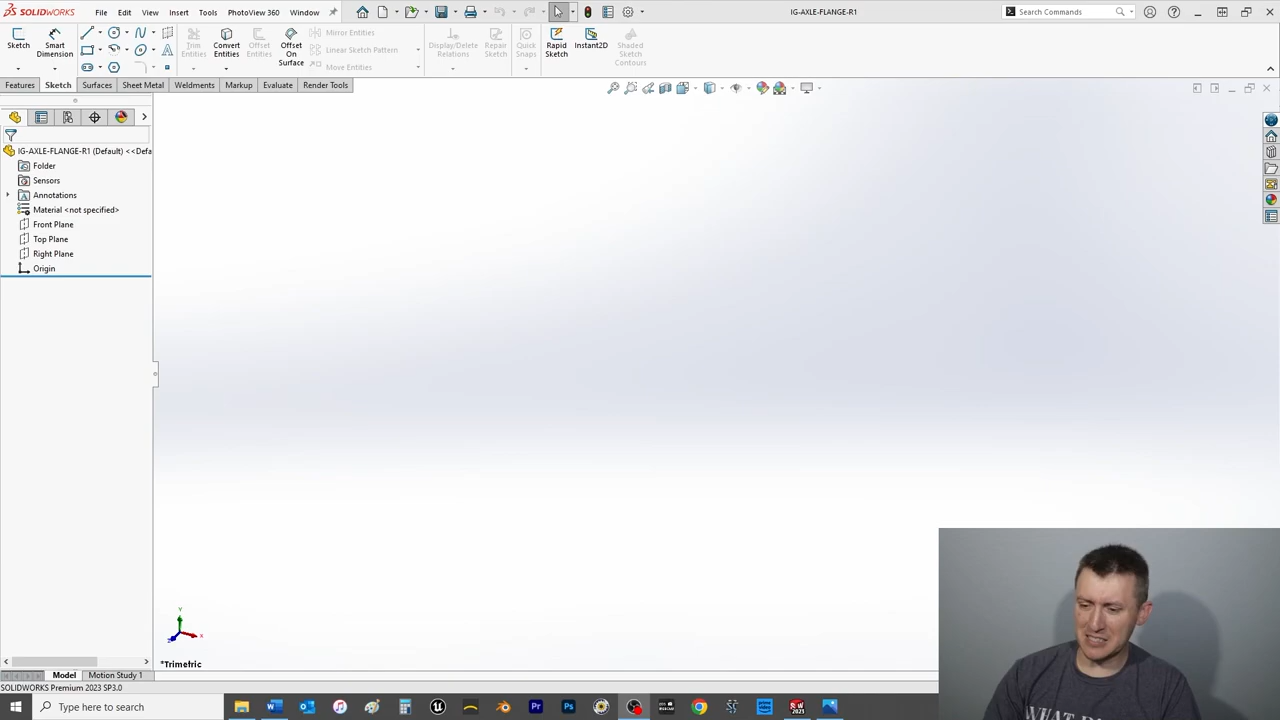 SOLIDWORKS File Edit View Insert Tools PhotoView 360 Window IG-AXLE-FLANGE-R1 Search Commands
Sketch
Smart Dimension
Trim Entities
Convert Entities
Offset Entities
Offset On Surface
Mirror Entities
Linear Sketch Pattern
Move Entities
Display/Delete Relations
Repair Sketch
Quick Snaps
Rapid Sketch
Instant2D
Shaded Sketch Contours
Features Sketch Surfaces Sheet Metal Weldments Markup Evaluate Render Tools
IG-AXLE-FLANGE-R1 (Default) <<Defa
Folder
Sensors
Annotations
Material <not specified>
Front Plane
Top Plane
Right Plane
Origin
Y
X
Z
*Trimetric
Model Motion Study 1
SOLIDWORKS Premium 2023 SP3.0
Type here to search